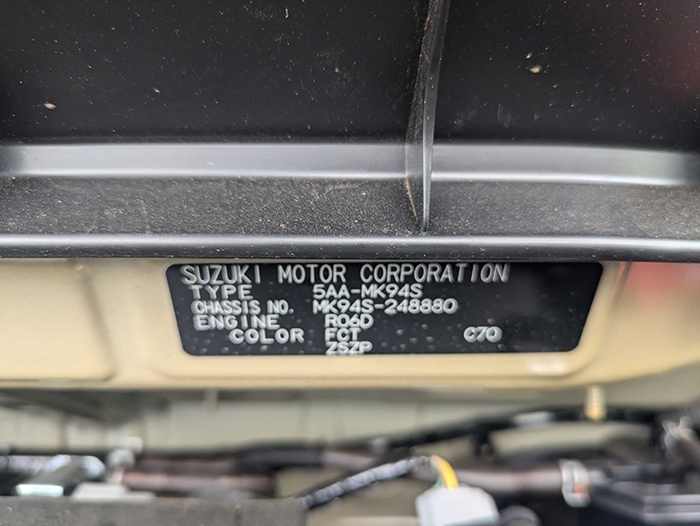 SUZUKI MOTOR CORPORATION
TYPE 5AA-MK94S
CHASSIS NO. MK94S-248880
ENGINE R06D
COLOR FCT C70
ZSZP